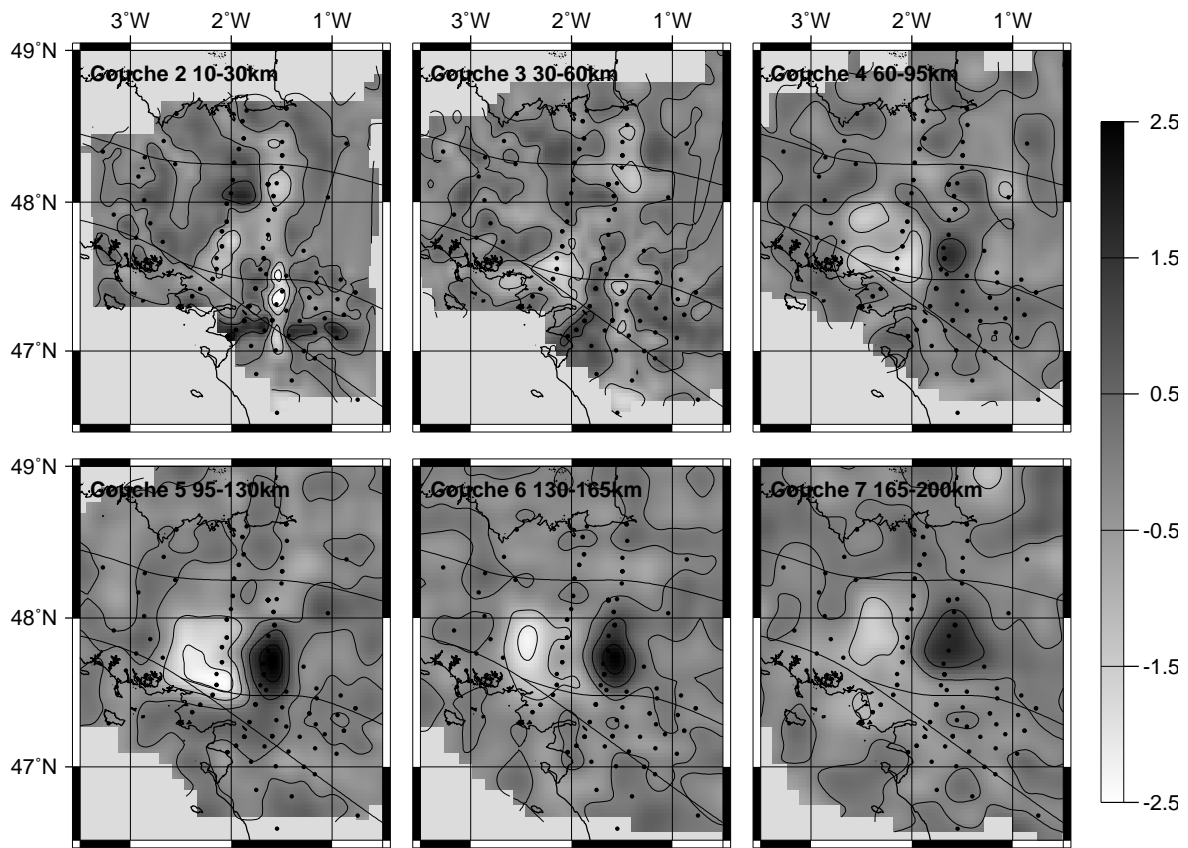 3˚W 2˚W 1˚W 3˚W 2˚W 1˚W 3˚W 2˚W 1˚W
49˚N
Couche 2 10-30km Couche 3 30-60km Couche 4 60-95km
48˚N
47˚N
2.5
1.5
0.5
-0.5
-1.5
-2.5
49˚N
Couche 5 95-130km Couche 6 130-165km Couche 7 165-200km
48˚N
47˚N